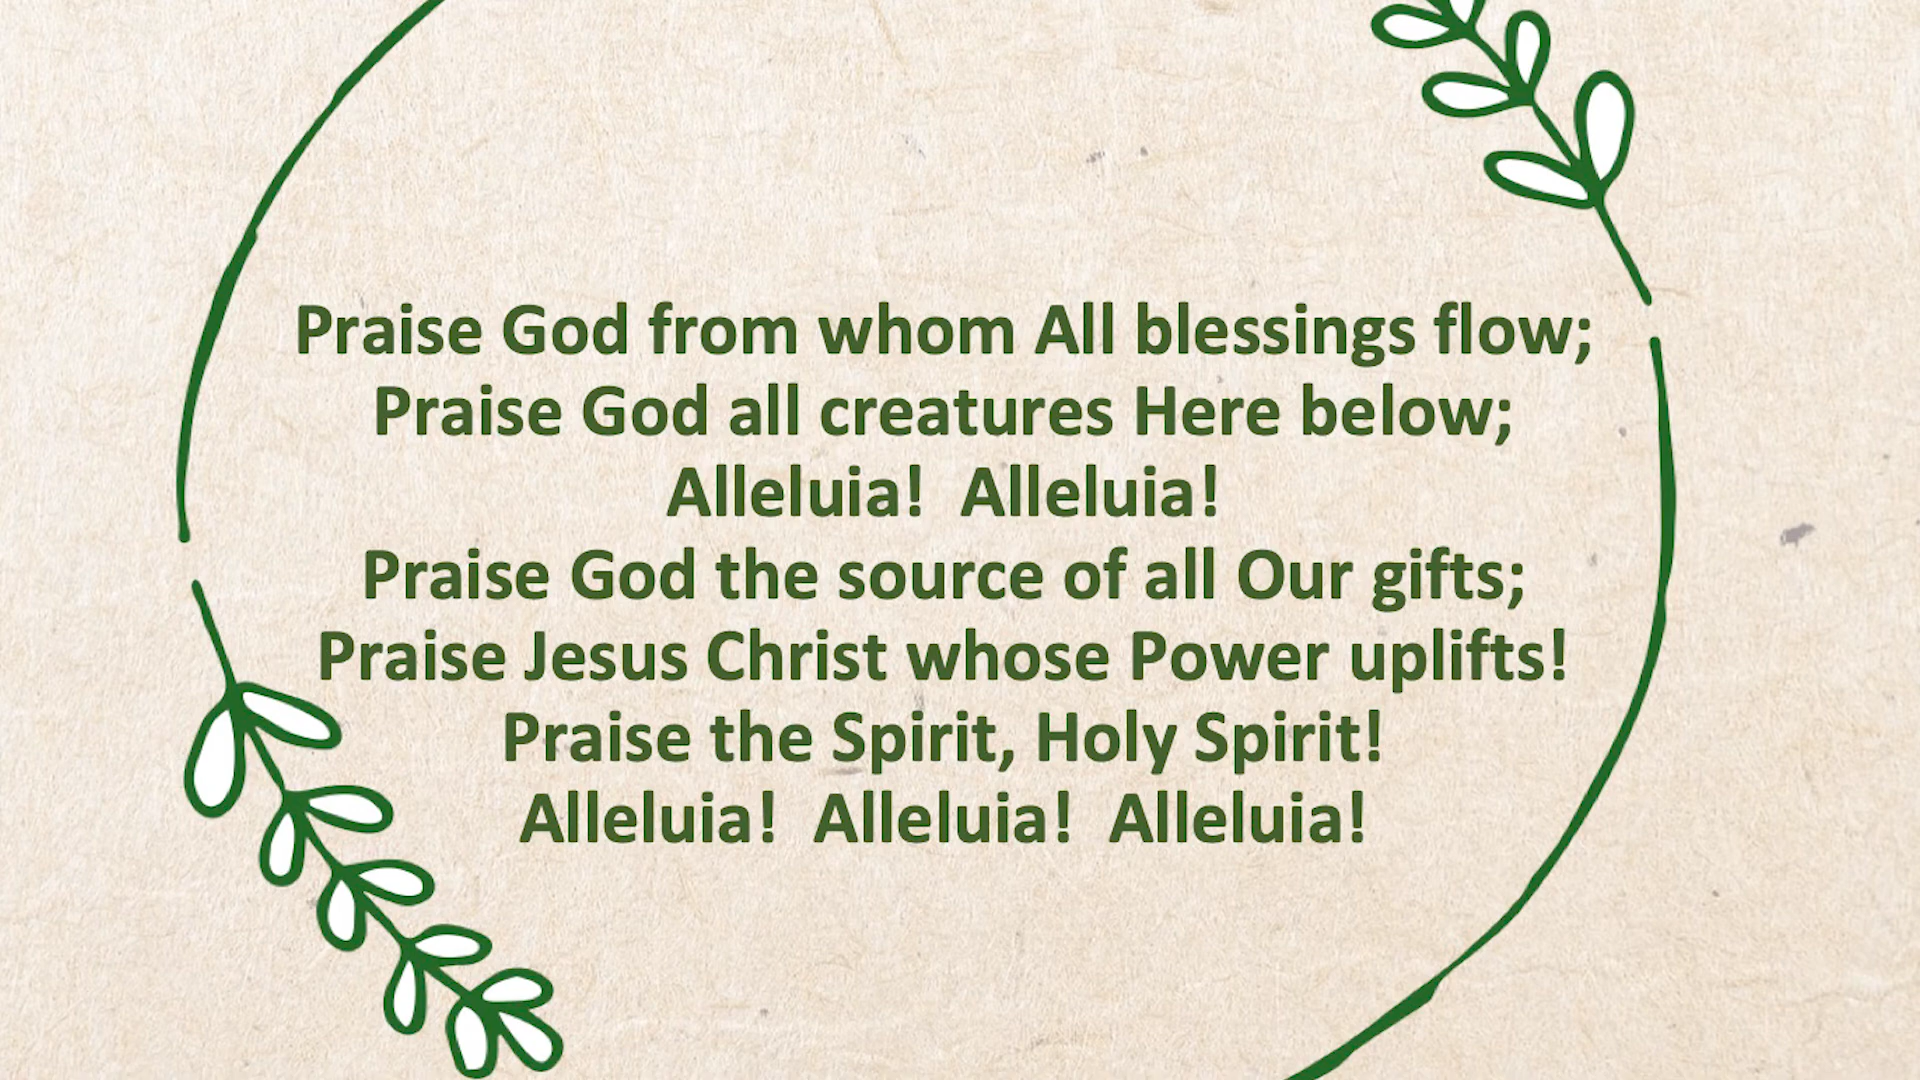 Praise God from whom All blessings flow;
Praise God all creatures Here below;
Alleluia!  Alleluia!
Praise God the source of all Our gifts;
Praise Jesus Christ whose Power uplifts!
Praise the Spirit, Holy Spirit!
Alleluia!  Alleluia!  Alleluia!